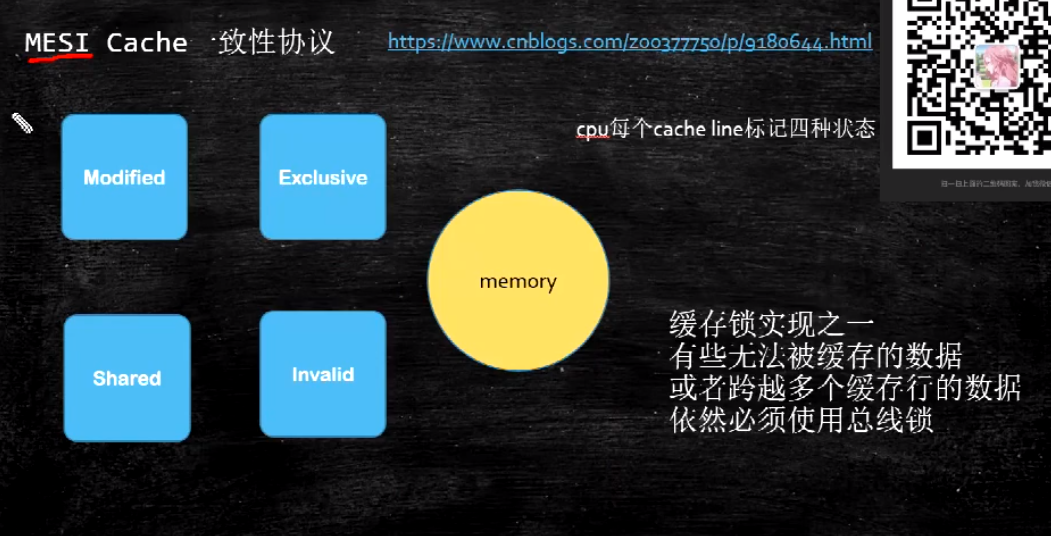 MESI Cache 一致性协议
https://www.cnblogs.com/z00377750/p/9180644.html
cpu每个cache line标记四种状态
Modified
Exclusive
memory
Shared
Invalid
缓存锁实现之一
有些无法被缓存的数据
或者跨越多个缓存行的数据
依然必须使用总线锁